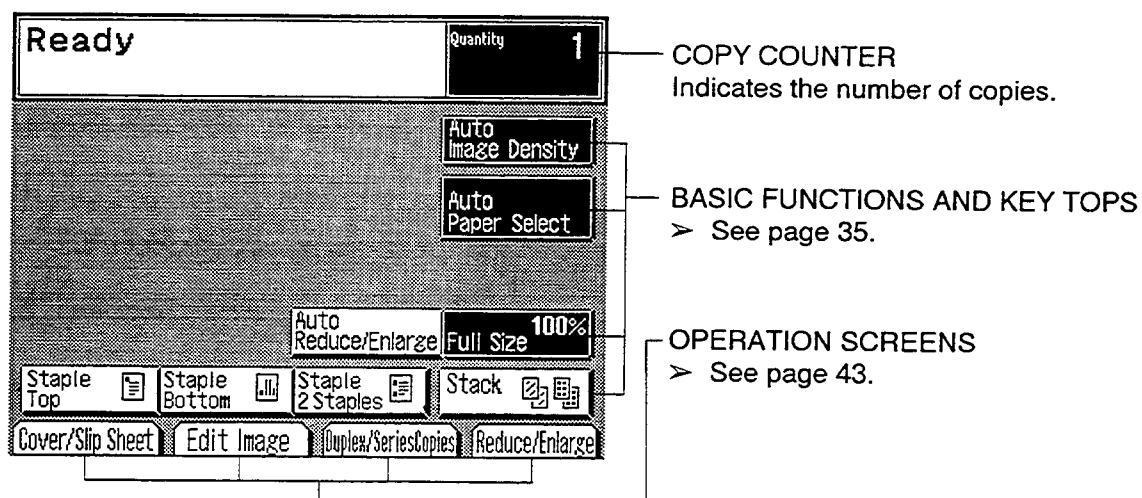 Ready
Quantity 1
COPY COUNTER
Indicates the number of copies.
Auto
Image Density
Auto
Paper Select
BASIC FUNCTIONS AND KEY TOPS
➢ See page 35.
Auto
Reduce/Enlarge
100%
Full Size
OPERATION SCREENS
➢ See page 43.
Staple
Top
Staple
Bottom
Staple
2 Staples
Stack
Cover/Slip Sheet
Edit Image
Duplex/SeriesCopies
Reduce/Enlarge